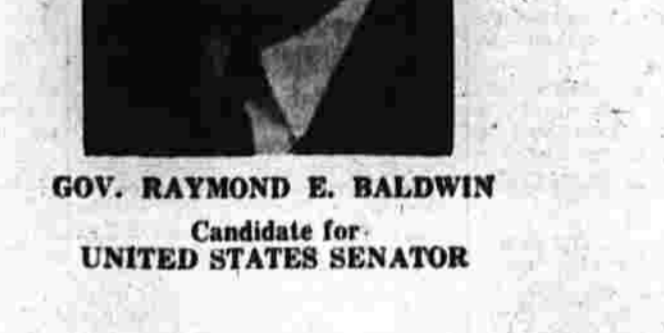 GOV. RAYMOND E. BALDWIN
Candidate for
UNITED STATES SENATOR